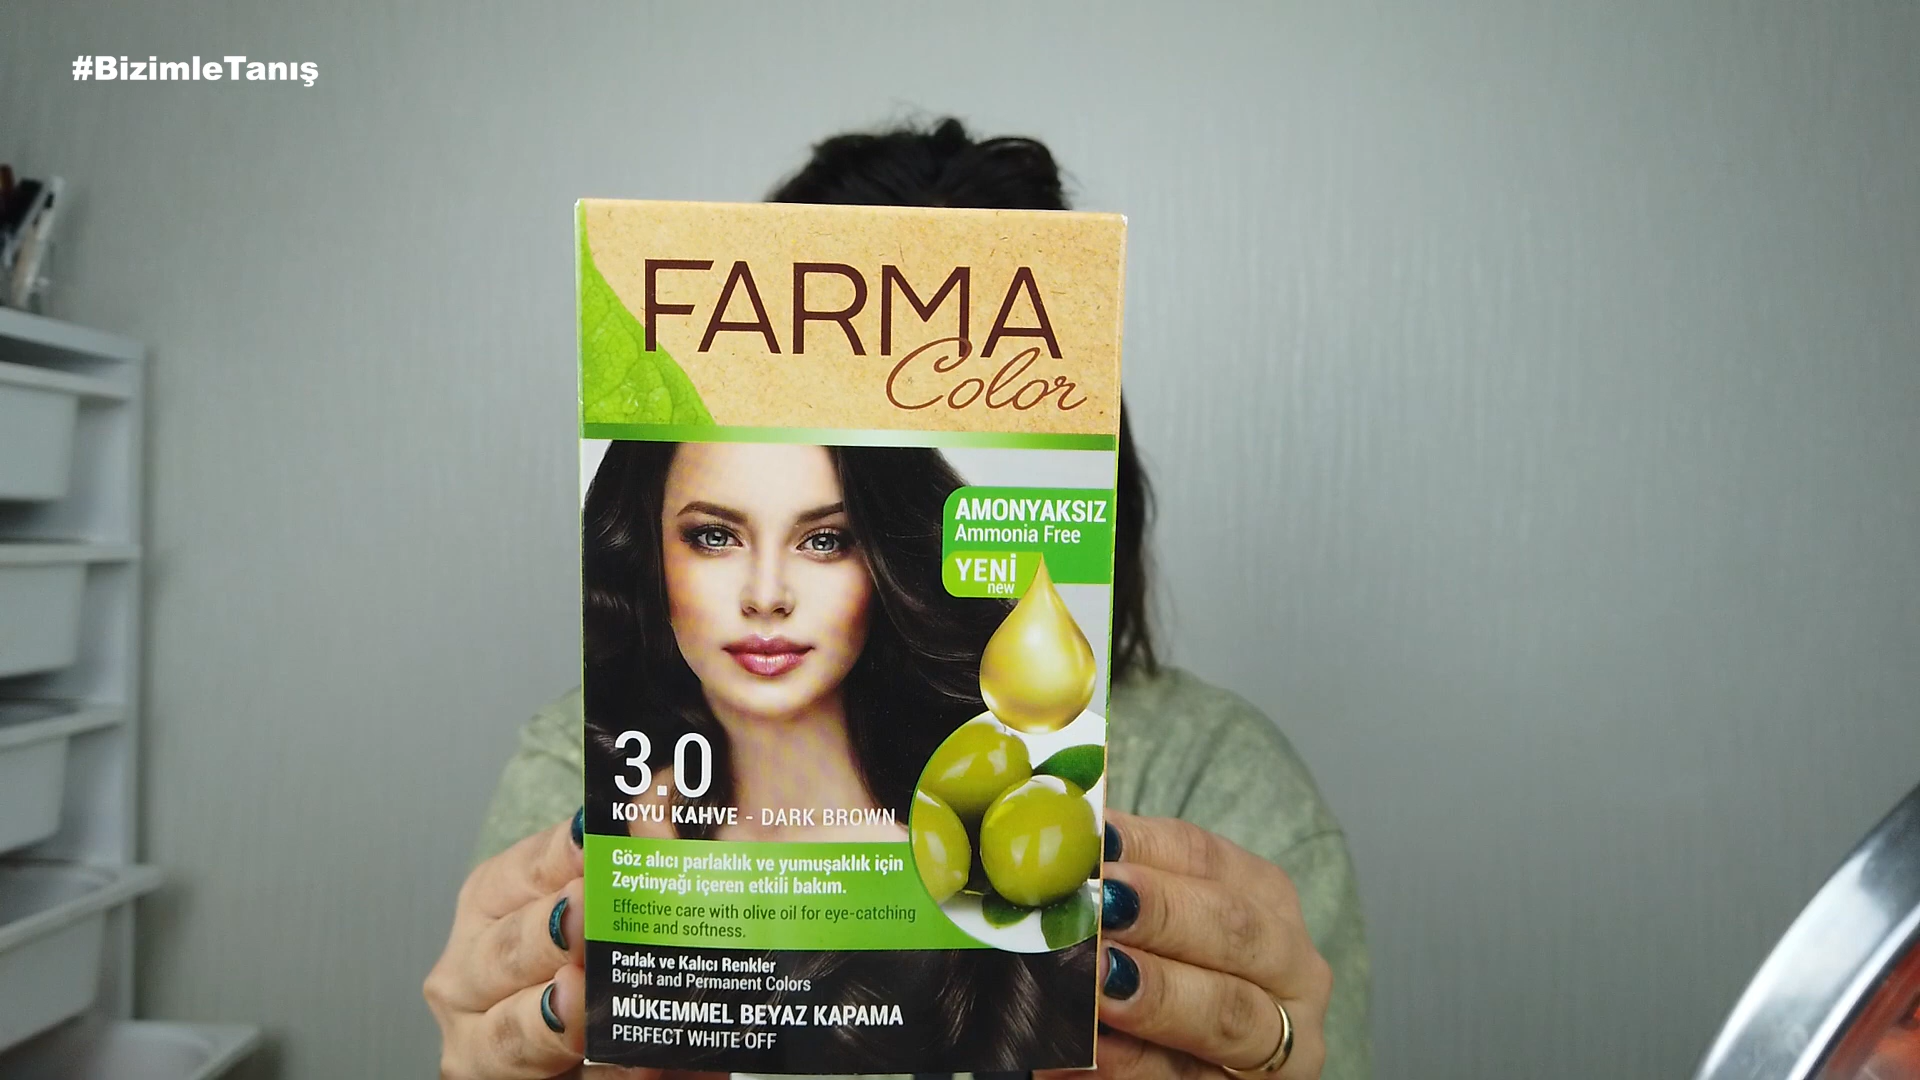 #BizimleTanış
FARMA
Color
AMONYAKSIZ
Ammonia Free
YENİ
new
3.0
KOYU KAHVE - DARK BROWN
Göz alıcı parlaklık ve yumuşaklık için
Zeytinyağı içeren etkili bakım.
Effective care with olive oil for eye-catching
shine and softness.
Parlak ve Kalıcı Renkler
Bright and Permanent Colors
MÜKEMMEL BEYAZ KAPAMA
PERFECT WHITE OFF